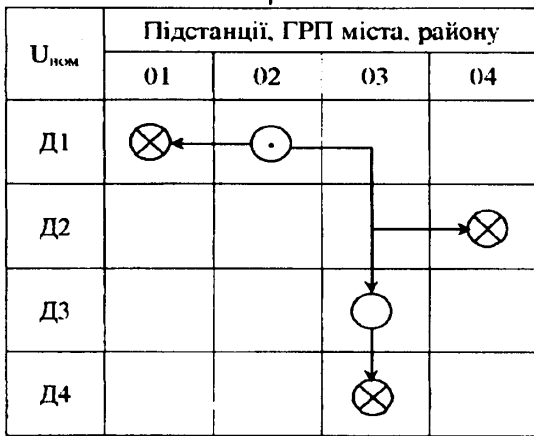 Підстанції, ГРП міста, району
Uном
01 02 03 04
Д1
Д2
Д3
Д4